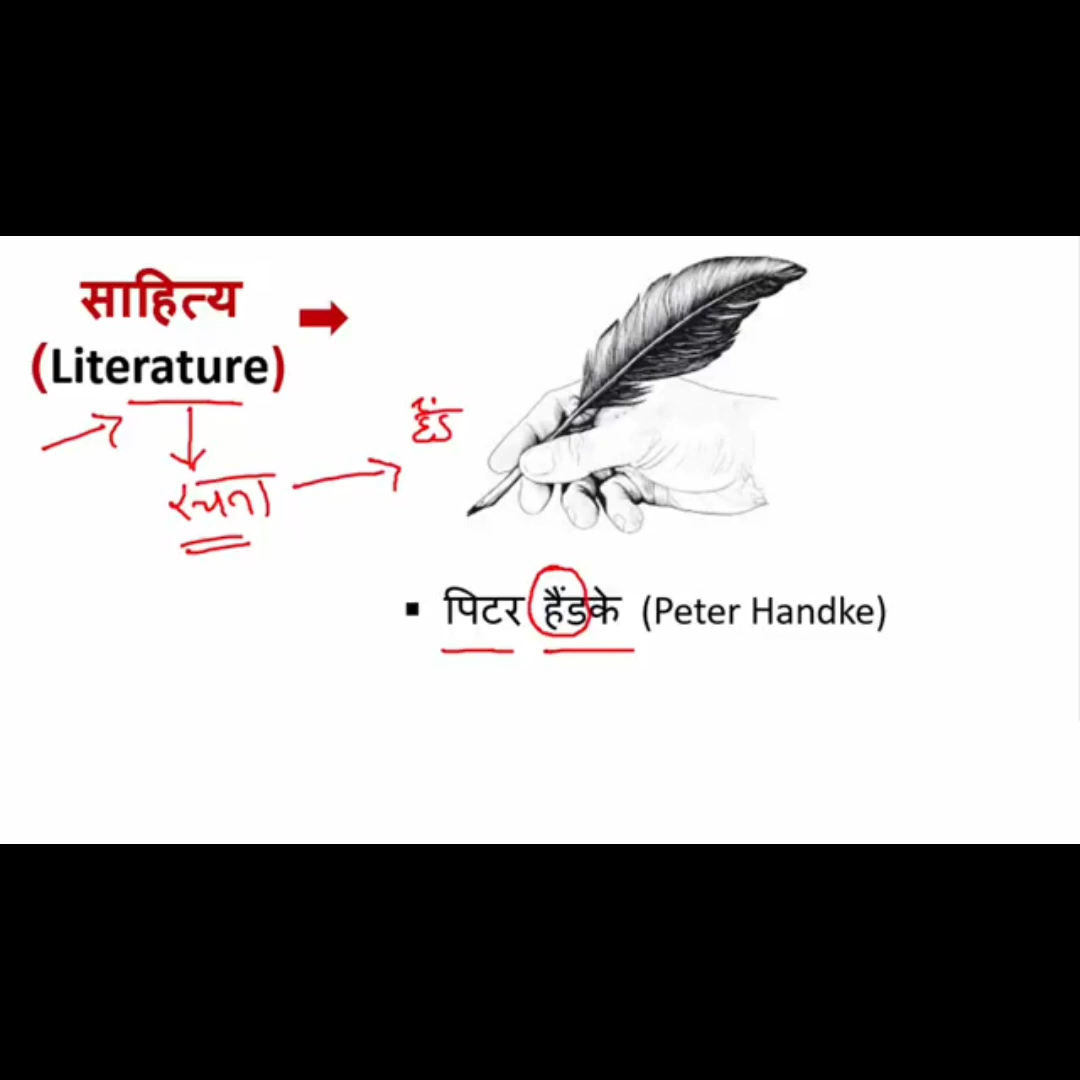 साहित्य
(Literature)
हैंड
रचना
▪ पिटर हैंडके (Peter Handke)